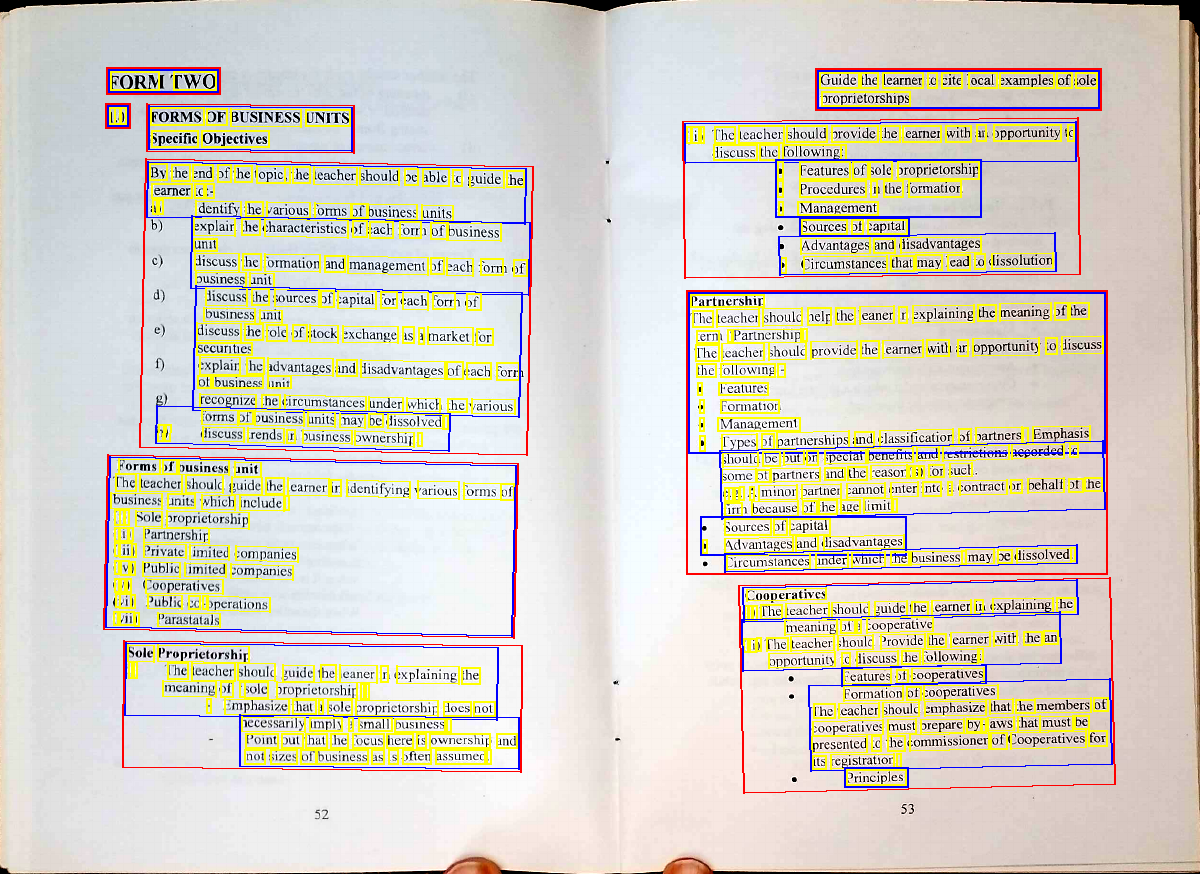 FORM TWO
FORMS OF BUSINESS UNITS
Specific Objectives
By the end of the topic, the teacher should be able to guide the
learner to:-
a) identify the various forms of business units
b) explain the characteristics of each form of business
unit
c) discuss the formation and management of each form of
business unit
d) discuss the sources of capital for each form of
business unit
e) discuss the role of stock exchange as a market for
securities
f) explain the advantages and disadvantages of each form
of business unit
g) recognize the circumstances under which the various
forms of business units may be dissolved
h) discuss trends in business ownership.
Forms of business unit
The teacher should guide the learner in identifying various forms of
business units which include:
(i) Sole proprietorship
(ii) Partnership
(iii) Private limited companies
(iv) Public limited companies
(v) Cooperatives
(vi) Public co-operations
(vii) Parastatals
Sole Proprietorship
The teacher should guide the leaner in explaining the
meaning of "sole proprietorship"
- Emphasize that a sole proprietorship does not
necessarily imply a small business
- Point out that the focus here is ownership and
not sizes of business as is often assumed.
52
Guide the learner to cite local examples of sole
proprietorships
ii) The teacher should provide the learner with an opportunity to
discuss the following:
• Features of sole proprietorship
• Procedures in the formation
• Management
• Sources of capital
• Advantages and disadvantages
• Circumstances that may lead to dissolution
Partnership
The teacher should help the leaner in explaining the meaning of the
term "Partnership"
The teacher should provide the learner with an opportunity to discuss
the following:-
• Features
• Formation
• Management
• Types of partnerships and classification of partners. Emphasis
should be put on special benefits and restrictions accorded to
some of partners and the reason(s) for such.
e.g. A minor partner cannot enter into a contract on behalf of the
firm because of the age limit
• Sources of capital
• Advantages and disadvantages
• Circumstances under which the business may be dissolved.
Cooperatives
i) The teacher should guide the learner in explaining the
meaning of a cooperative
ii) The teacher should Provide the learner with the an
opportunity to discuss the following:
• Features of cooperatives
• Formation of cooperatives
The teacher should emphasize that the members of
cooperatives must prepare by-laws that must be
presented to the commissioner of Cooperatives for
its registration
• Principles
53